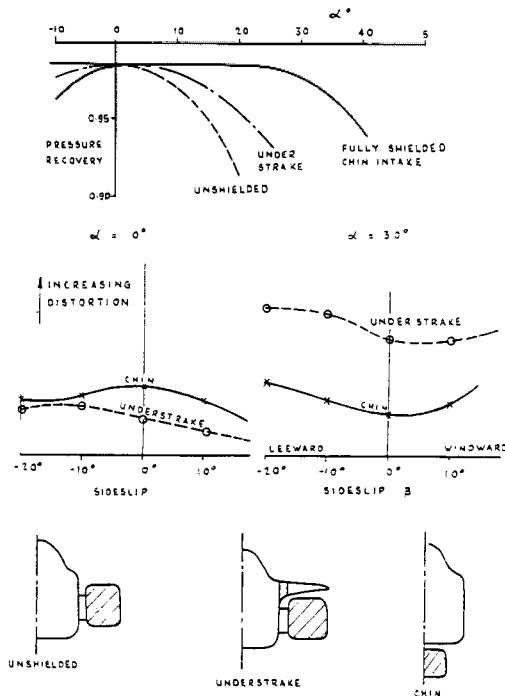 α°
-10 0 10 20 30 40 5
0.95
PRESSURE
RECOVERY
0.90
UNSHIELDED
UNDER
STRAKE
FULLY SHIELDED
CHIN INTAKE
α = 0°
α = 30°
INCREASING
DISTORTION
CHIN
UNDERSTRAKE
-20° -10° 0° 10°
SIDESLIP
UNDERSTRAKE
CHIN
LEEWARD
WINDWARD
-20° -10° 0° 10°
SIDESLIP β
UNSHIELDED
UNDERSTRAKE
CHIN